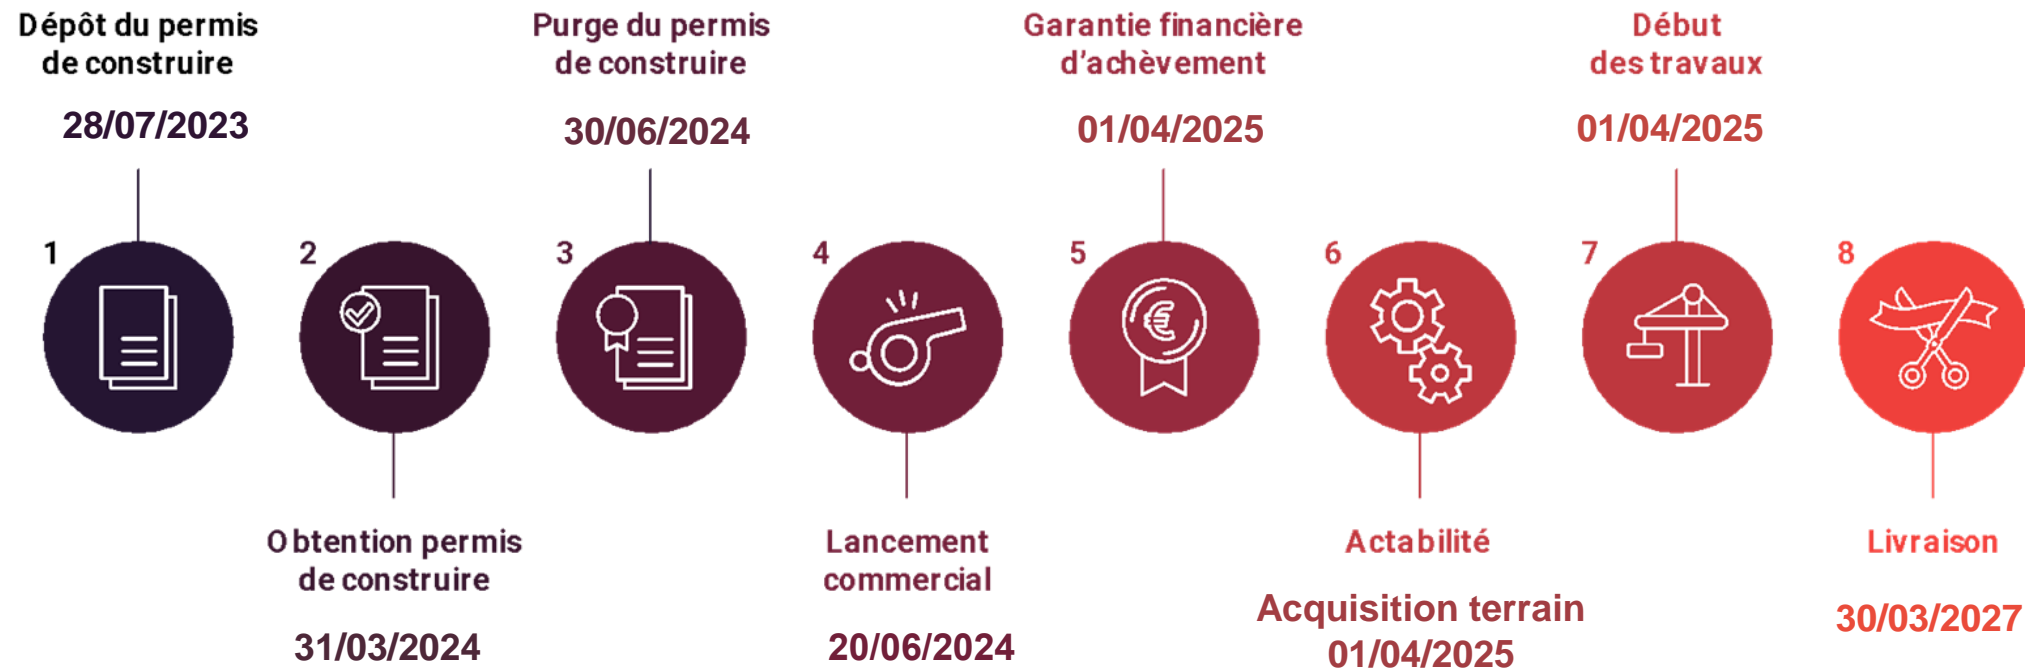 Dépôt du permis
de construire
28/07/2023
1
Obtention permis
de construire
31/03/2024
2
Purge du permis
de construire
30/06/2024
3
Lancement
commercial
20/06/2024
4
Garantie financière
d'achèvement
01/04/2025
5
€
Actabilité
Acquisition terrain
01/04/2025
6
Début
des travaux
01/04/2025
7
Livraison
30/03/2027
8